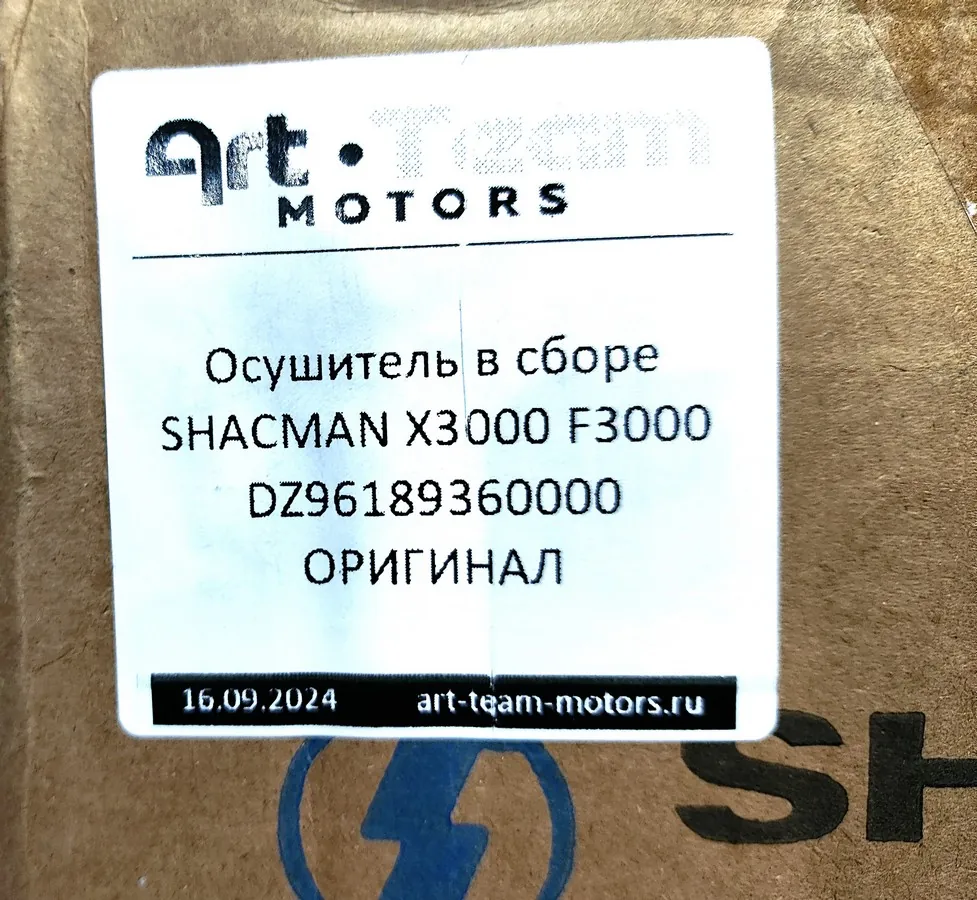 Art • Team
MOTORS
Осушитель в сборе
SHACMAN X3000 F3000
DZ96189360000
ОРИГИНАЛ
16.09.2024 art-team-motors.ru
SH